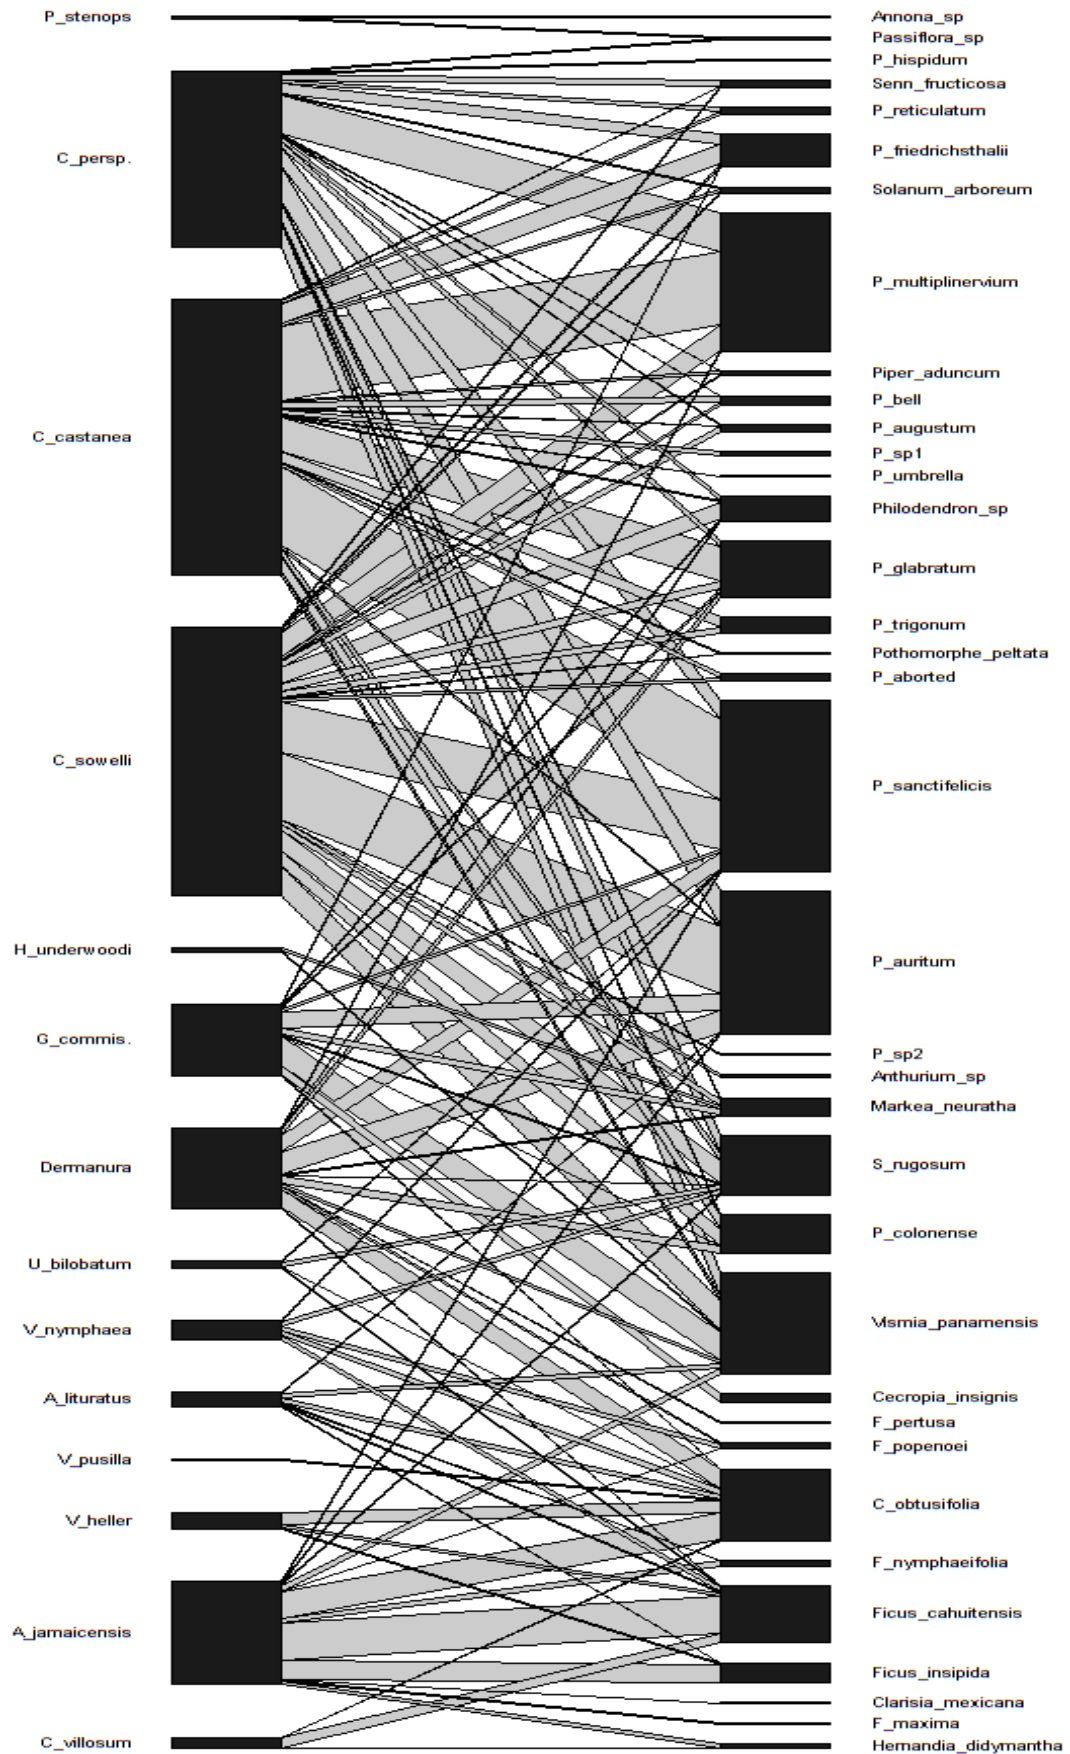 P_stenops
C_persp.
C_castanea
C_sowelli
H_underwoodi
G_commis.
Dermanura
U_bilobatum
V_nymphaea
A_lituratus
V_pusilla
V_heller
A_jamaicensis
C_villosum
Annona_sp
Passiflora_sp
P_hispidum
Senn_fructicosa
P_reticulatum
P_friedrichsthalii
Solanum_arboreum
P_multiplinervium
Piper_aduncum
P_bell
P_augustum
P_sp1
P_umbrella
Philodendron_sp
P_glabratum
P_trigonum
Pothomorphe_peltata
P_aborted
P_sanctifelicis
P_auritum
P_sp2
Anthurium_sp
Markea_neuratha
S_rugosum
P_colonense
Vismia_panamensis
Cecropia_insignis
F_pertusa
F_popenoei
C_obtusifolia
F_nymphaeifolia
Ficus_cahuitensis
Ficus_insipida
Clarisia_mexicana
F_maxima
Hernandia_didymantha